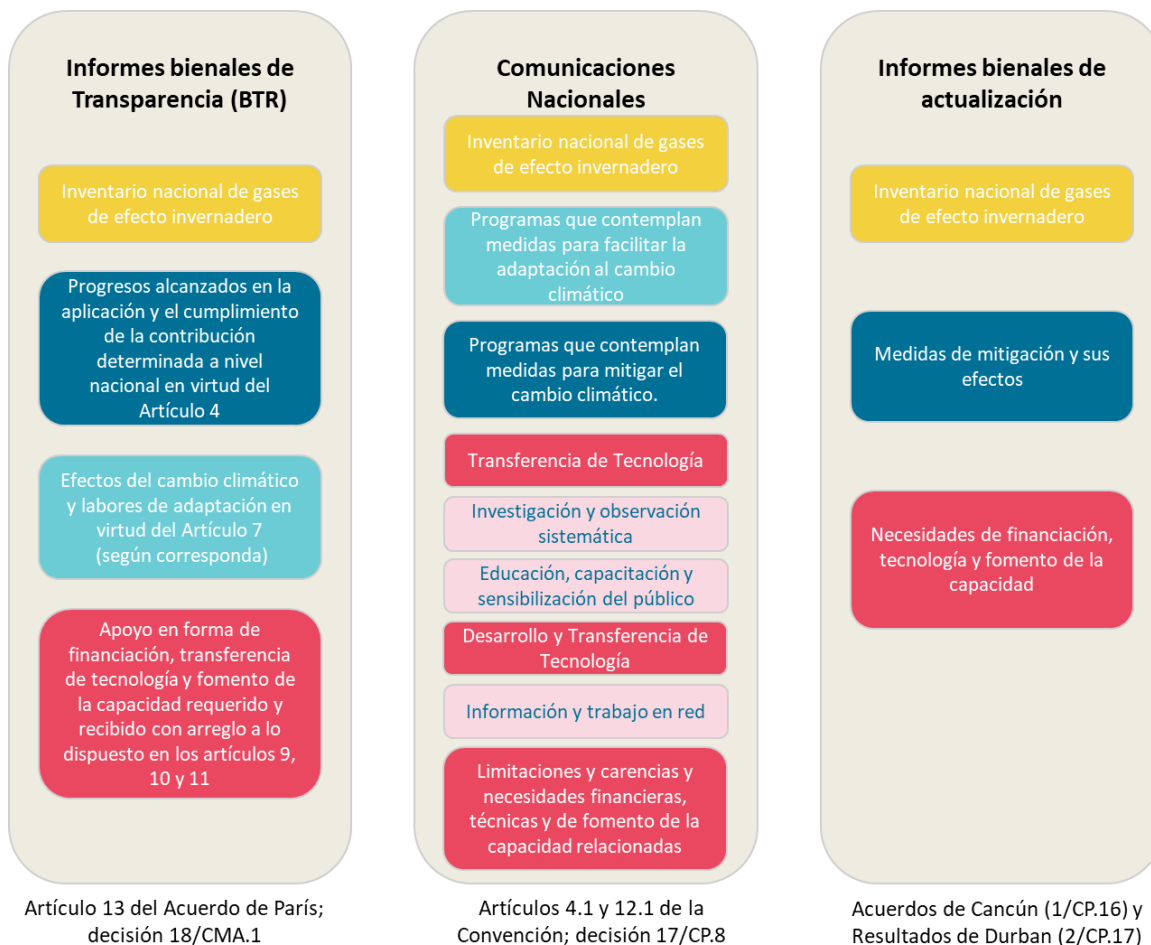 Informes bienales de
Transparencia (BTR)
Inventario nacional de gases
de efecto invernadero
Progresos alcanzados en la
aplicación y el cumplimiento
de la contribución
determinada a nivel
nacional en virtud del
Artículo 4
Efectos del cambio climático
y labores de adaptación en
virtud del Artículo 7
(según corresponda)
Apoyo en forma de
financiación, transferencia
de tecnología y fomento de
la capacidad requerido y
recibido con arreglo a lo
dispuesto en los artículos 9,
10 y 11
Artículo 13 del Acuerdo de París;
decisión 18/CMA.1
Comunicaciones
Nacionales
Inventario nacional de gases
de efecto invernadero
Programas que contemplan
medidas para facilitar la
adaptación al cambio
climático
Programas que contemplan
medidas para mitigar el
cambio climático.
Transferencia de Tecnología
Investigación y observación
sistemática
Educación, capacitación y
sensibilización del público
Desarrollo y Transferencia de
Tecnología
Información y trabajo en red
Limitaciones y carencias y
necesidades financieras,
técnicas y de fomento de la
capacidad relacionadas
Artículos 4.1 y 12.1 de la
Convención; decisión 17/CP.8
Informes bienales de
actualización
Inventario nacional de gases
de efecto invernadero
Medidas de mitigación y sus
efectos
Necesidades de financiación,
tecnología y fomento de la
capacidad
Acuerdos de Cancún (1/CP.16) y
Resultados de Durban (2/CP.17)